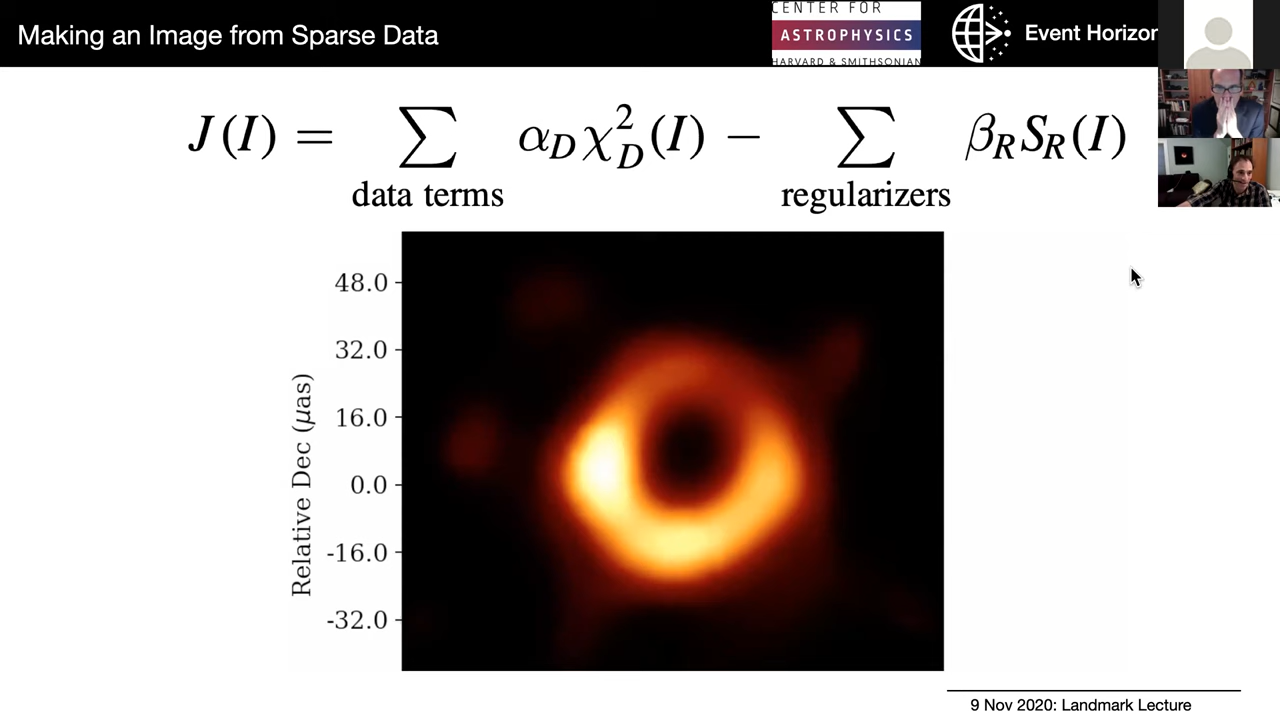 Making an Image from Sparse Data
CENTER FOR
ASTROPHYSICS
HARVARD & SMITHSONIAN
Event Horizon
J(I) = ∑ α_D χ²_D(I) − ∑ β_R S_R(I)
data terms regularizers
48.0
32.0
16.0
0.0
-16.0
-32.0
Relative Dec (μas)
9 Nov 2020: Landmark Lecture